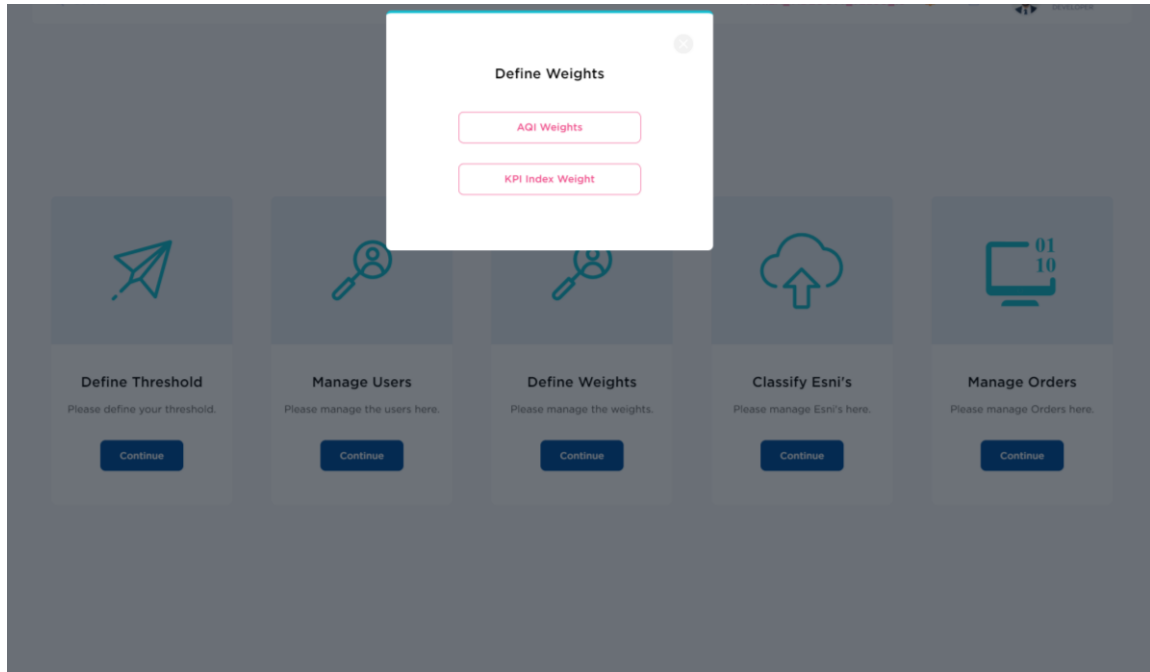 DEVELOPER
Define Weights
AQI Weights
KPI Index Weight
01
10
Define Threshold
Manage Users
Define Weights
Classify Esni's
Manage Orders
Please define your threshold.
Please manage the users here.
Please manage the weights.
Please manage Esni's here.
Please manage Orders here.
Continue
Continue
Continue
Continue
Continue